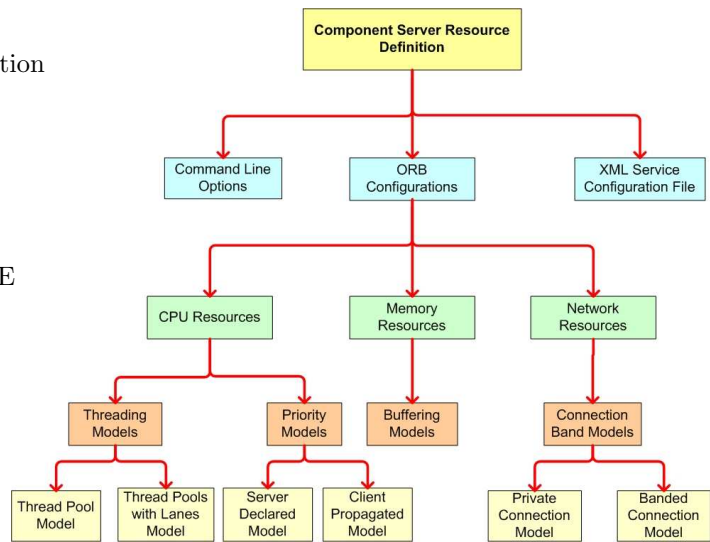 Component Server Resource
Definition
tion
Command Line
Options
ORB
Configurations
XML Service
Configuration File
E
CPU Resources
Memory
Resources
Network
Resources
Threading
Models
Priority
Models
Buffering
Models
Connection
Band Models
Thread Pool
Model
Thread Pools
with Lanes
Model
Server
Declared
Model
Client
Propagated
Model
Private
Connection
Model
Banded
Connection
Model